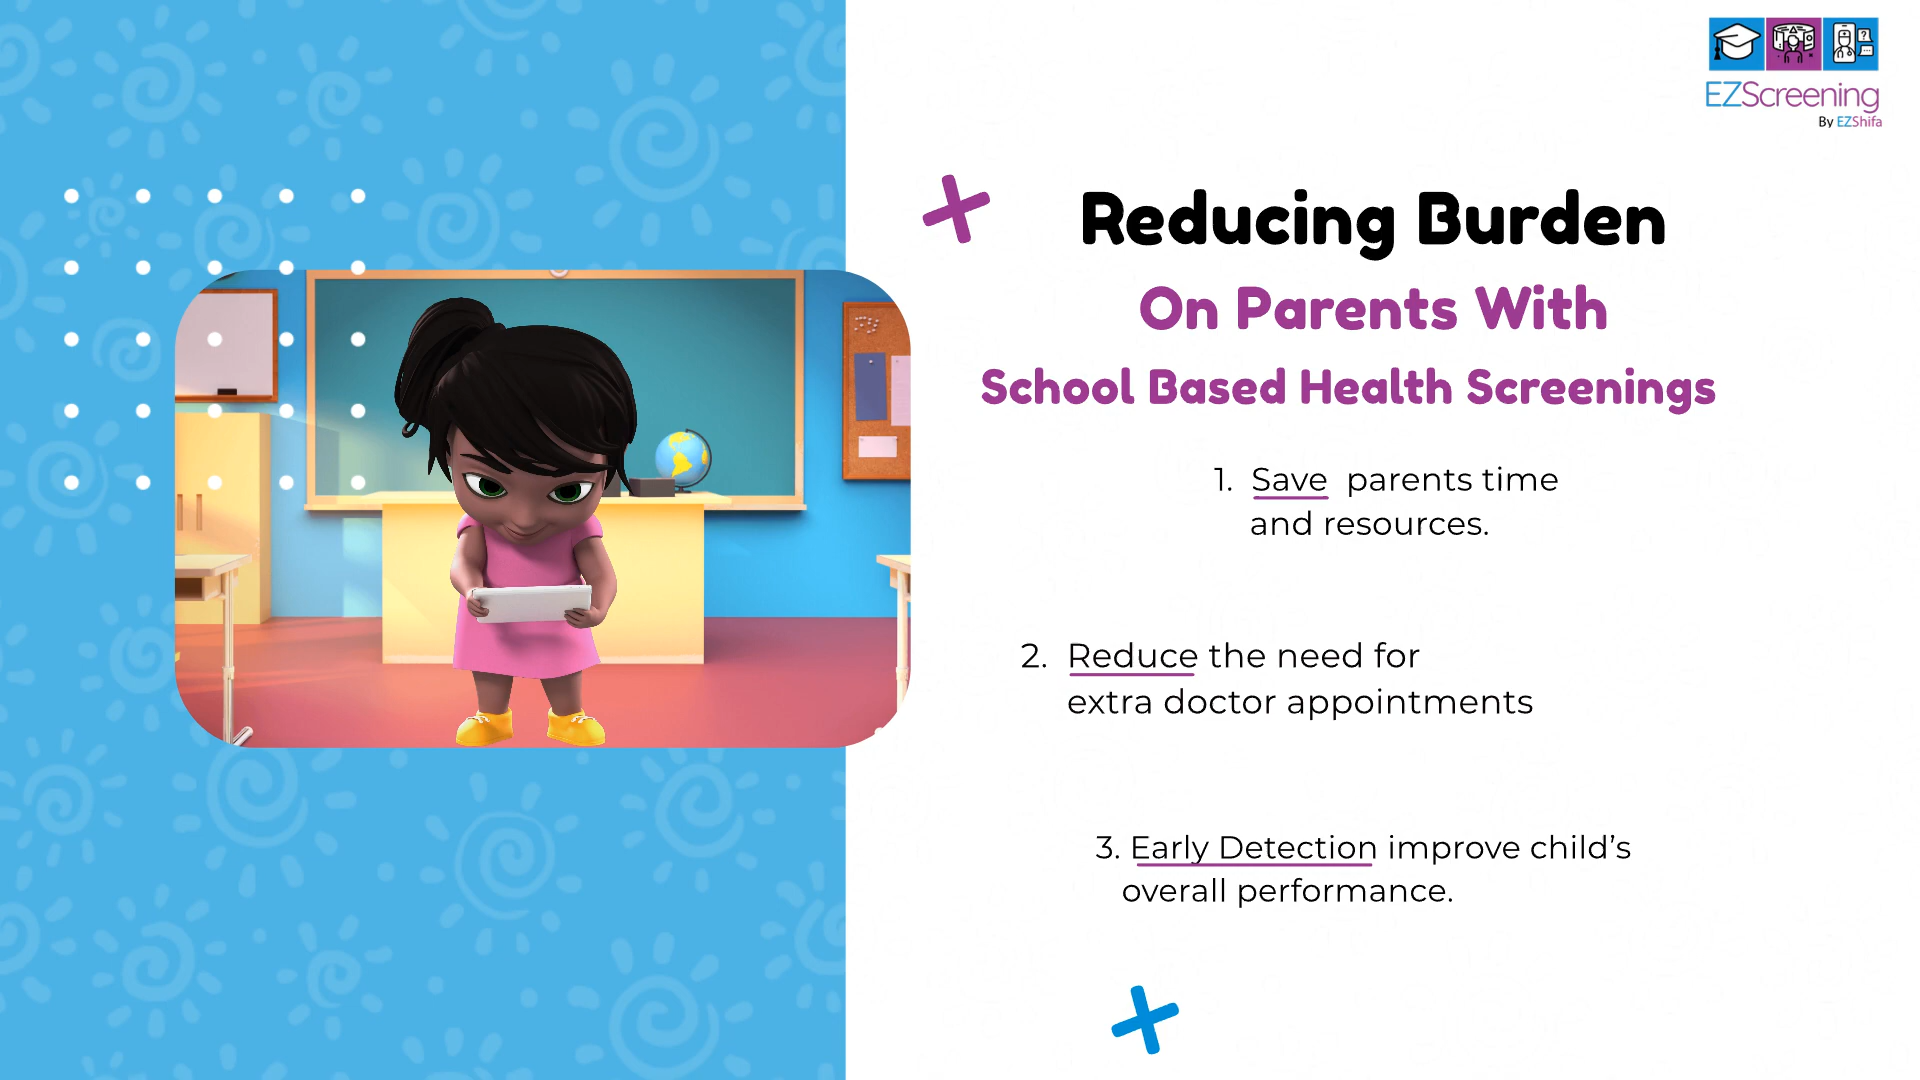 EZScreening
By EZShifa
Reducing Burden
On Parents With
School Based Health Screenings
1. Save parents time
and resources.
2. Reduce the need for
extra doctor appointments
3. Early Detection improve child's
overall performance.